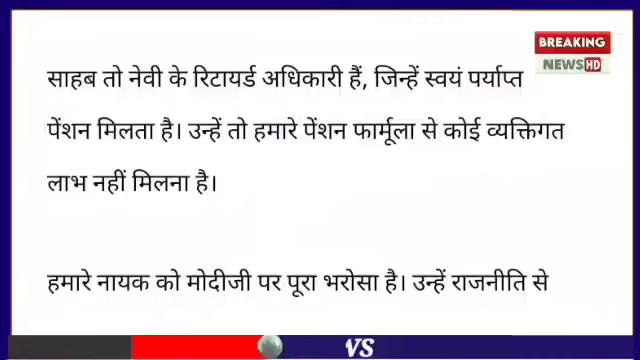 BREAKING
NEWS HD
साहब तो नेवी के रिटायर्ड अधिकारी हैं, जिन्हें स्वयं पर्याप्त
पेंशन मिलता है। उन्हें तो हमारे पेंशन फार्मूला से कोई व्यक्तिगत
लाभ नहीं मिलना है।
हमारे नायक को मोदीजी पर पूरा भरोसा है। उन्हें राजनीति से
VS